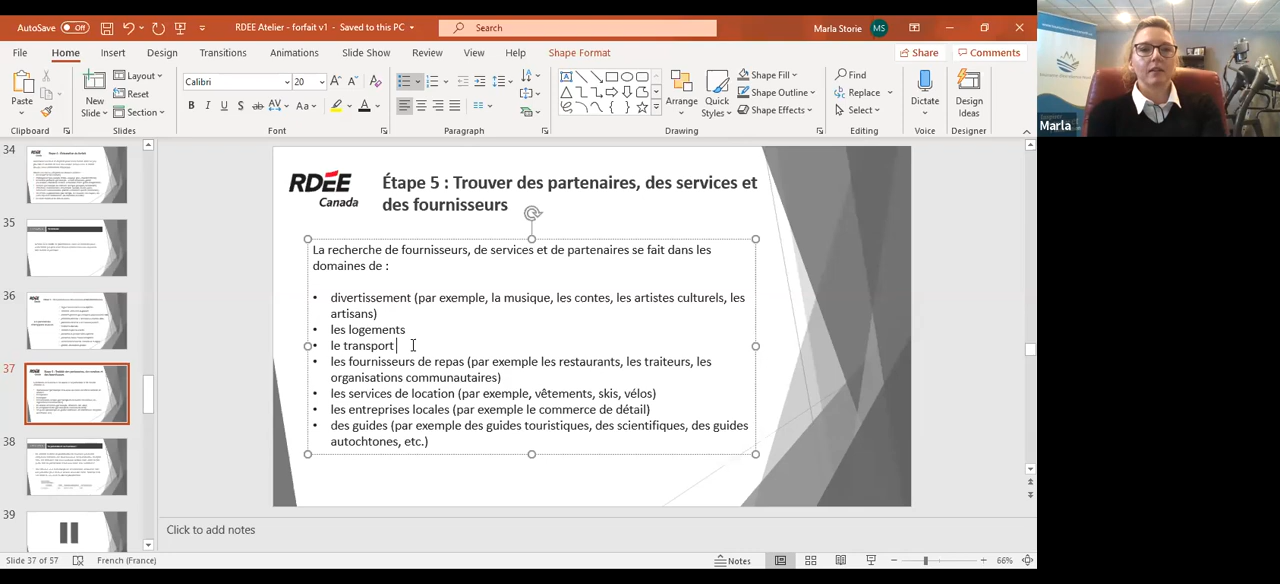 AutoSave Off RDEE Atelier - forfait v1 - Saved to this PC Search Marla Storie MS
File Home Insert Design Transitions Animations Slide Show Review View Help Shape Format Share Comments
Paste
New Slide
Layout
Reset
Section
Calibri 20
B I U S ab AV Aa A
Arrange
Quick Styles
Shape Fill
Shape Outline
Shape Effects
Find
Replace
Select
Dictate
Design Ideas
Clipboard Slides Font Paragraph Drawing Editing Voice Designer
Marla
34
35
36
37
38
39
RDÉE
Canada
Étape 5 : Trouver des partenaires, des services et
des fournisseurs
La recherche de fournisseurs, de services et de partenaires se fait dans les
domaines de :
• divertissement (par exemple, la musique, les contes, les artistes culturels, les
artisans)
• les logements
• le transport
• les fournisseurs de repas (par exemple les restaurants, les traiteurs, les
organisations communautaires)
• les services de location (par exemple, vêtements, skis, vélos)
• les entreprises locales (par exemple le commerce de détail)
• des guides (par exemple des guides touristiques, des scientifiques, des guides
autochtones, etc.)
Click to add notes
Slide 37 of 57 French (France) Notes 66%